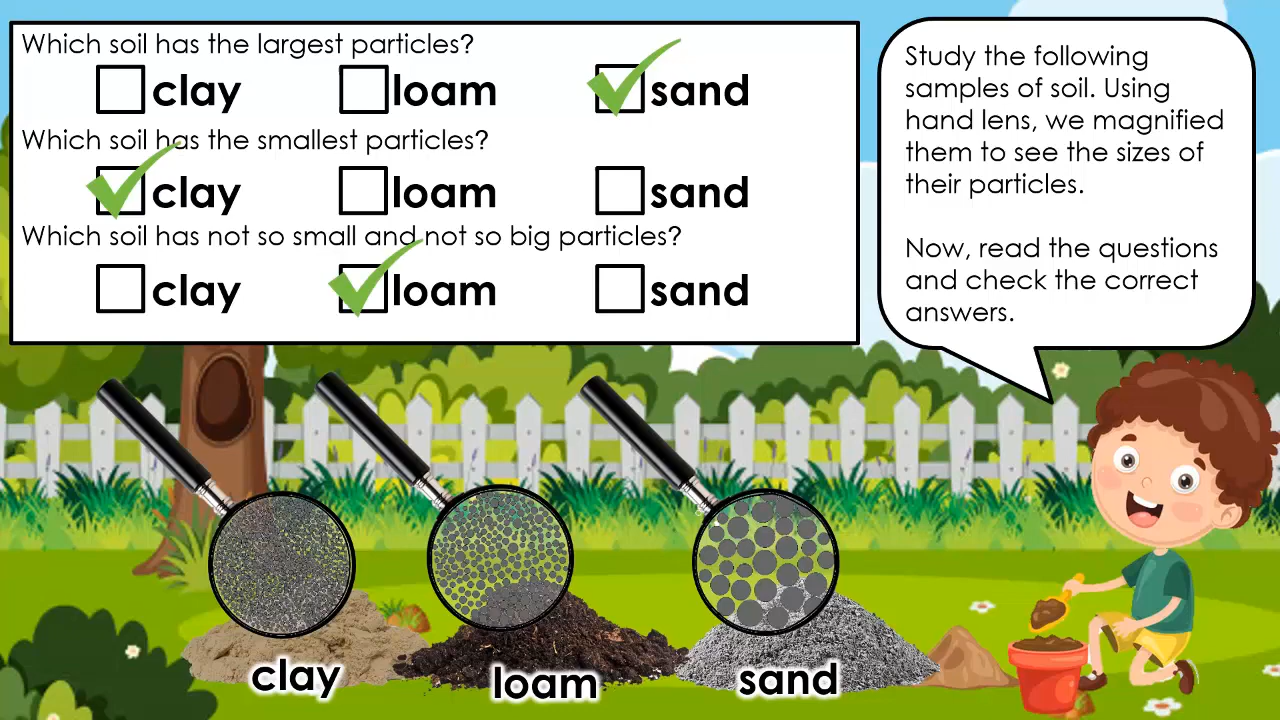 Which soil has the largest particles?
clay loam sand
Which soil has the smallest particles?
clay loam sand
Which soil has not so small and not so big particles?
clay loam sand
Study the following
samples of soil. Using
hand lens, we magnified
them to see the sizes of
their particles.
Now, read the questions
and check the correct
answers.
clay
loam
sand